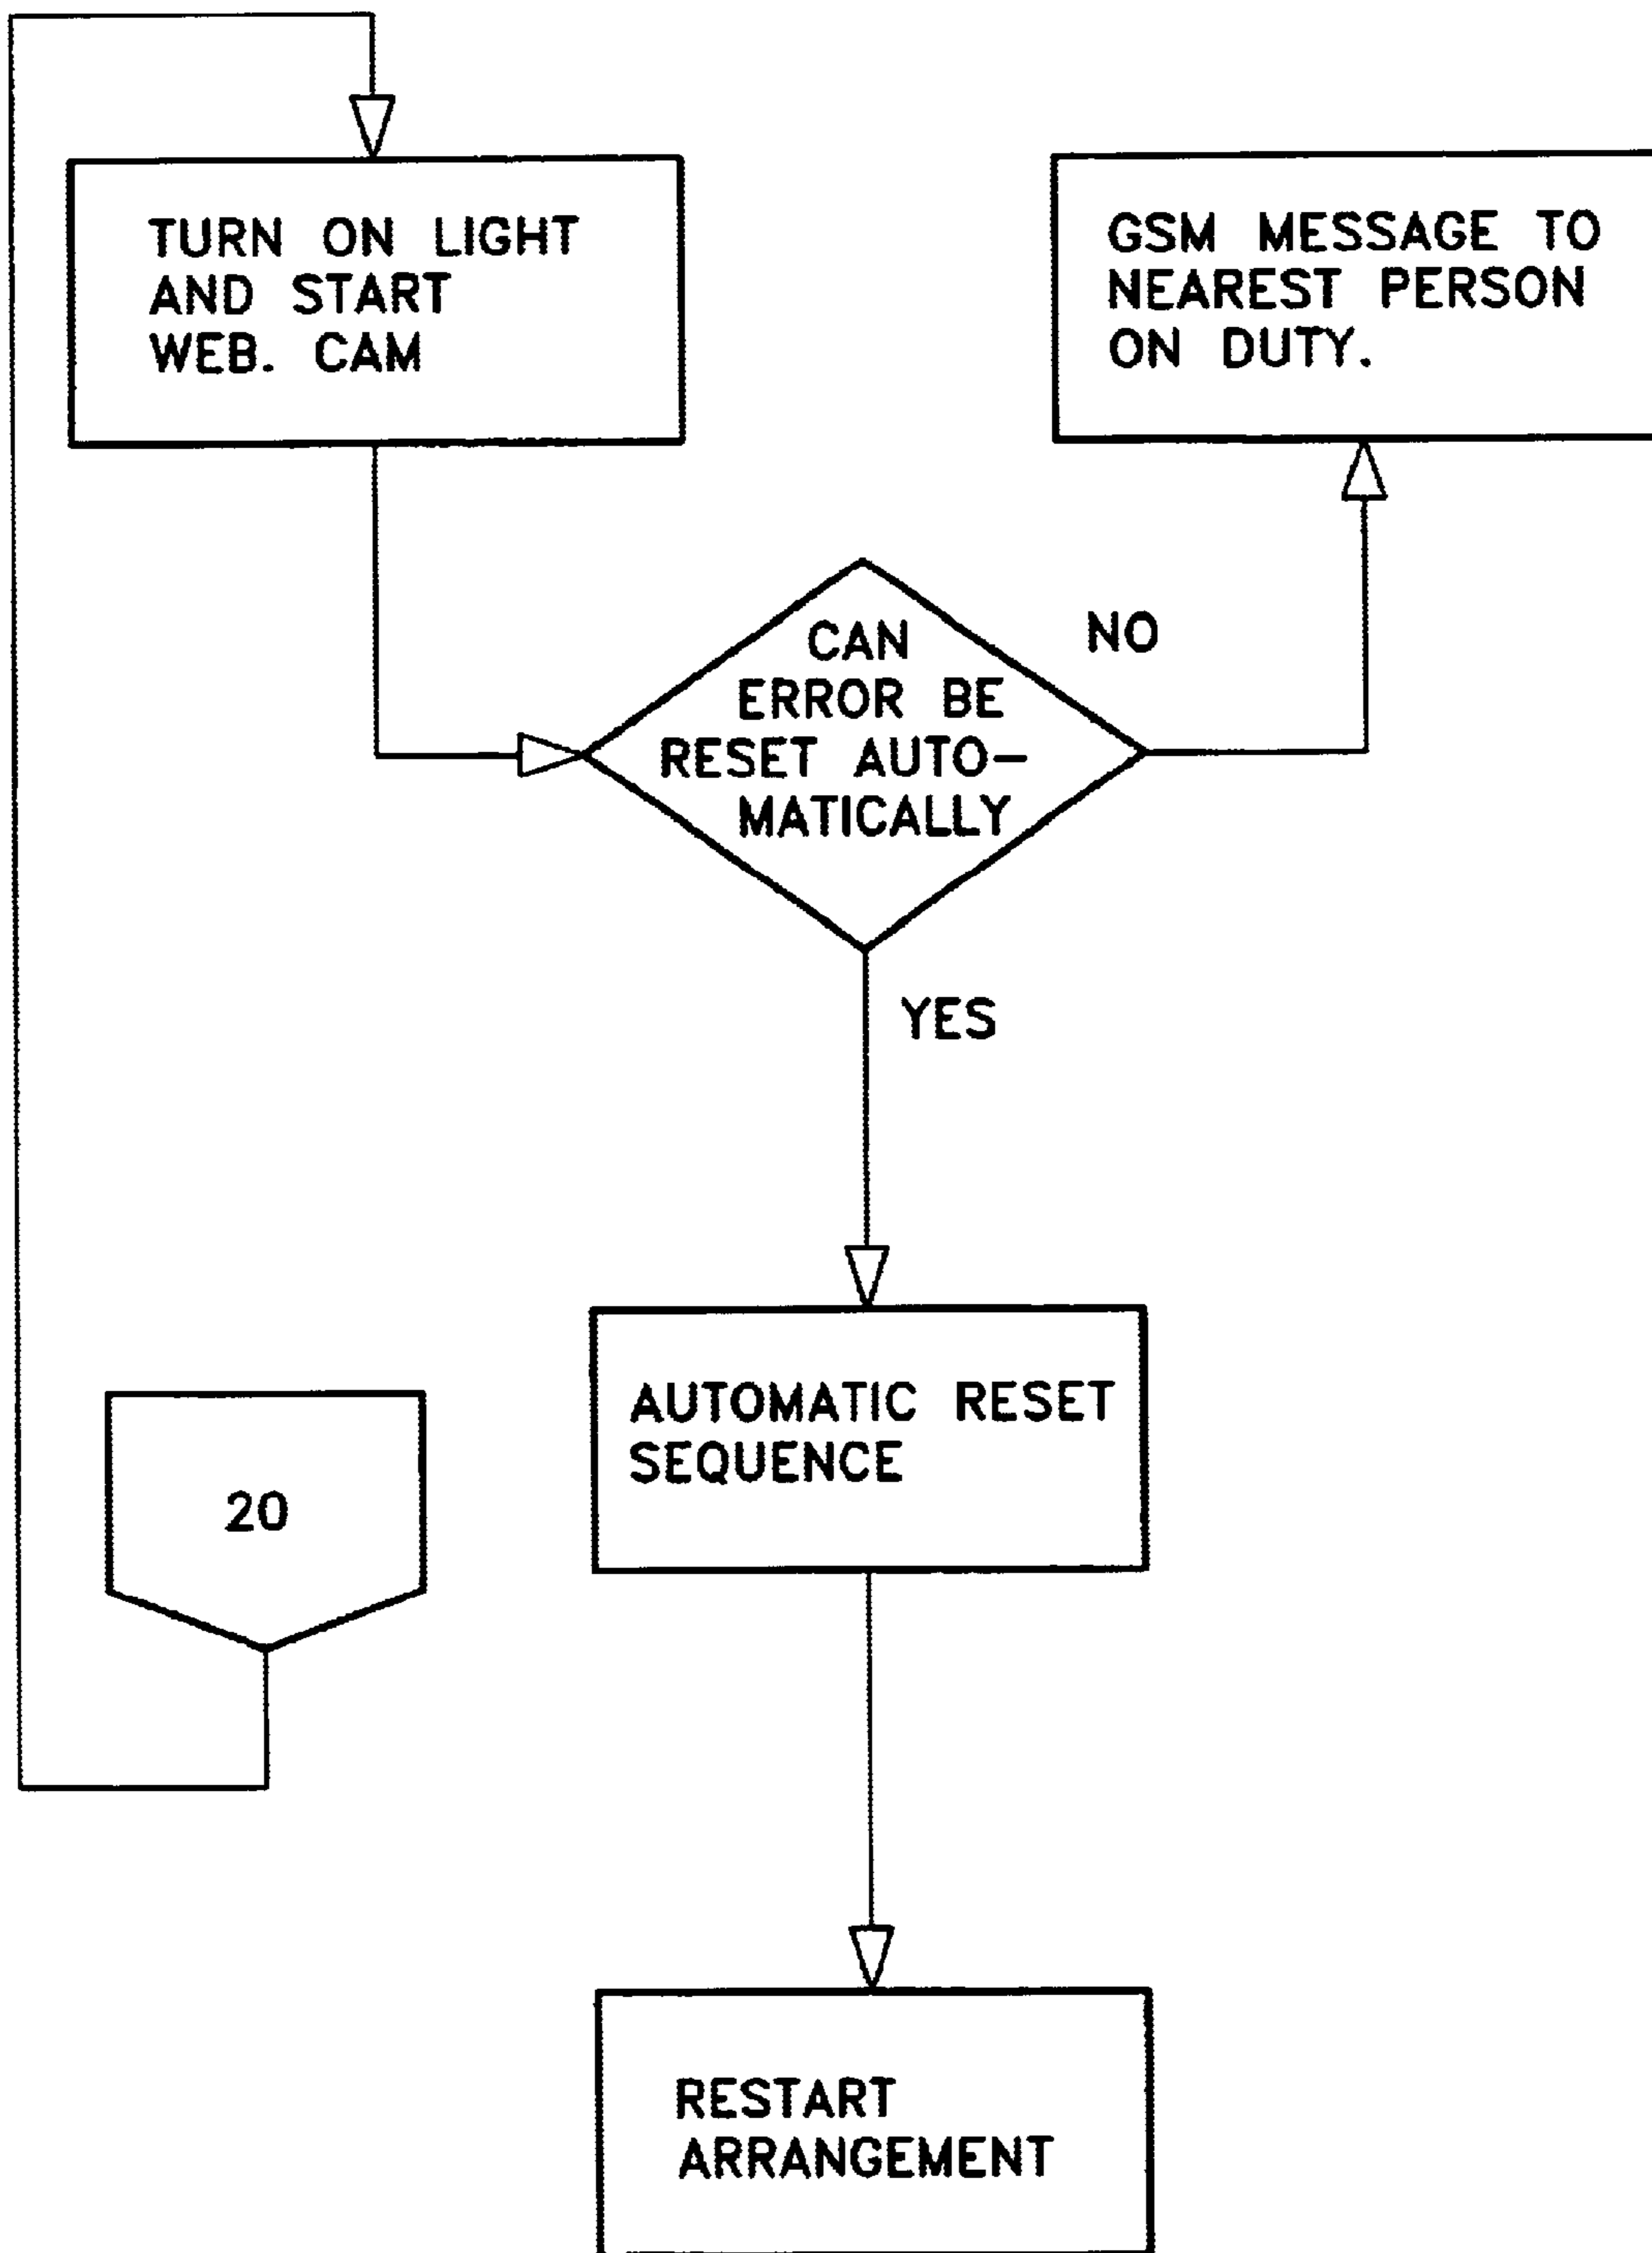 TURN ON LIGHT
AND START
WEB. CAM
GSM MESSAGE TO
NEAREST PERSON
ON DUTY.
CAN
ERROR BE
RESET AUTO-
MATICALLY
NO
YES
AUTOMATIC RESET
SEQUENCE
20
RESTART
ARRANGEMENT